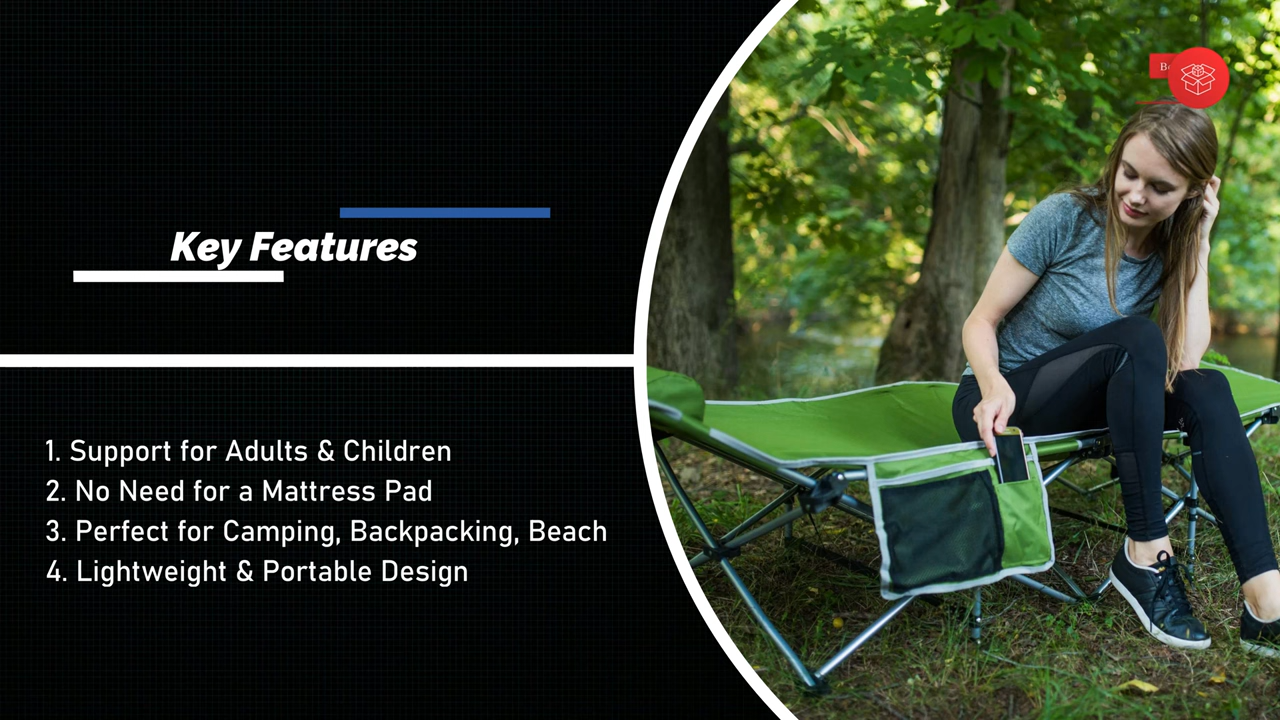 Key Features
1. Support for Adults & Children
2. No Need for a Mattress Pad
3. Perfect for Camping, Backpacking, Beach
4. Lightweight & Portable Design